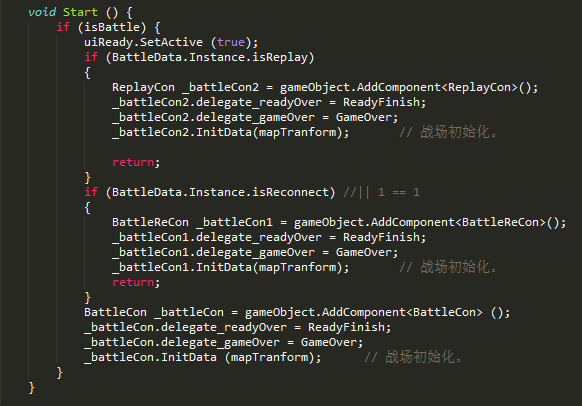 void Start () {
if (isBattle) {
uiReady.SetActive (true);
if (BattleData.Instance.isReplay)
{
ReplayCon _battleCon2 = gameObject.AddComponent<ReplayCon>();
_battleCon2.delegate_readyOver = ReadyFinish;
_battleCon2.delegate_gameOver = GameOver;
_battleCon2.InitData(mapTranform); // 战场初始化。
return;
}
if (BattleData.Instance.isReconnect) //|| 1 == 1
{
BattleReCon _battleCon1 = gameObject.AddComponent<BattleReCon>();
_battleCon1.delegate_readyOver = ReadyFinish;
_battleCon1.delegate_gameOver = GameOver;
_battleCon1.InitData(mapTranform); // 战场初始化。
return;
}
BattleCon _battleCon = gameObject.AddComponent<BattleCon> ();
_battleCon.delegate_readyOver = ReadyFinish;
_battleCon.delegate_gameOver = GameOver;
_battleCon.InitData (mapTranform); // 战场初始化。
}
}